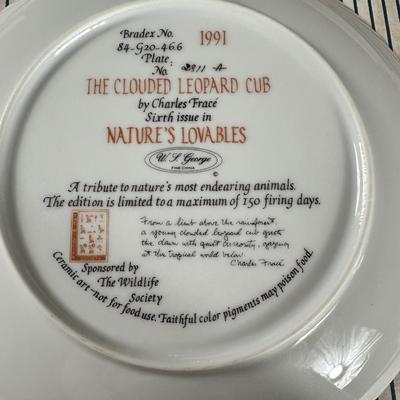 Bradex No.
84-G20-46.6
1991
Plate
No. 2811 A
THE CLOUDED LEOPARD CUB
by Charles Fracé
Sixth issue in
NATURE'S LOVABLES
W. S. George
FINE CHINA
©
A tribute to nature's most endearing animals.
The edition is limited to a maximum of 150 firing days.
From a limb above the rainforest,
a young clouded leopard cub greets
the dawn with quiet curiosity, gazing
at the tropical world below.
Charles Fracé
Sponsored by
The Wildlife
Society
Ceramic art-not for food use. Faithful color pigments may poison food.